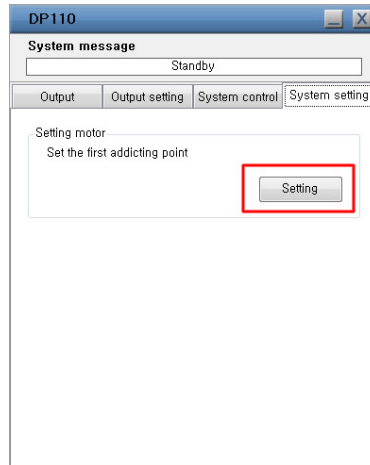 DP110
System message
Standby
Output Output setting System control System setting
Setting motor
Set the first addicting point
Setting